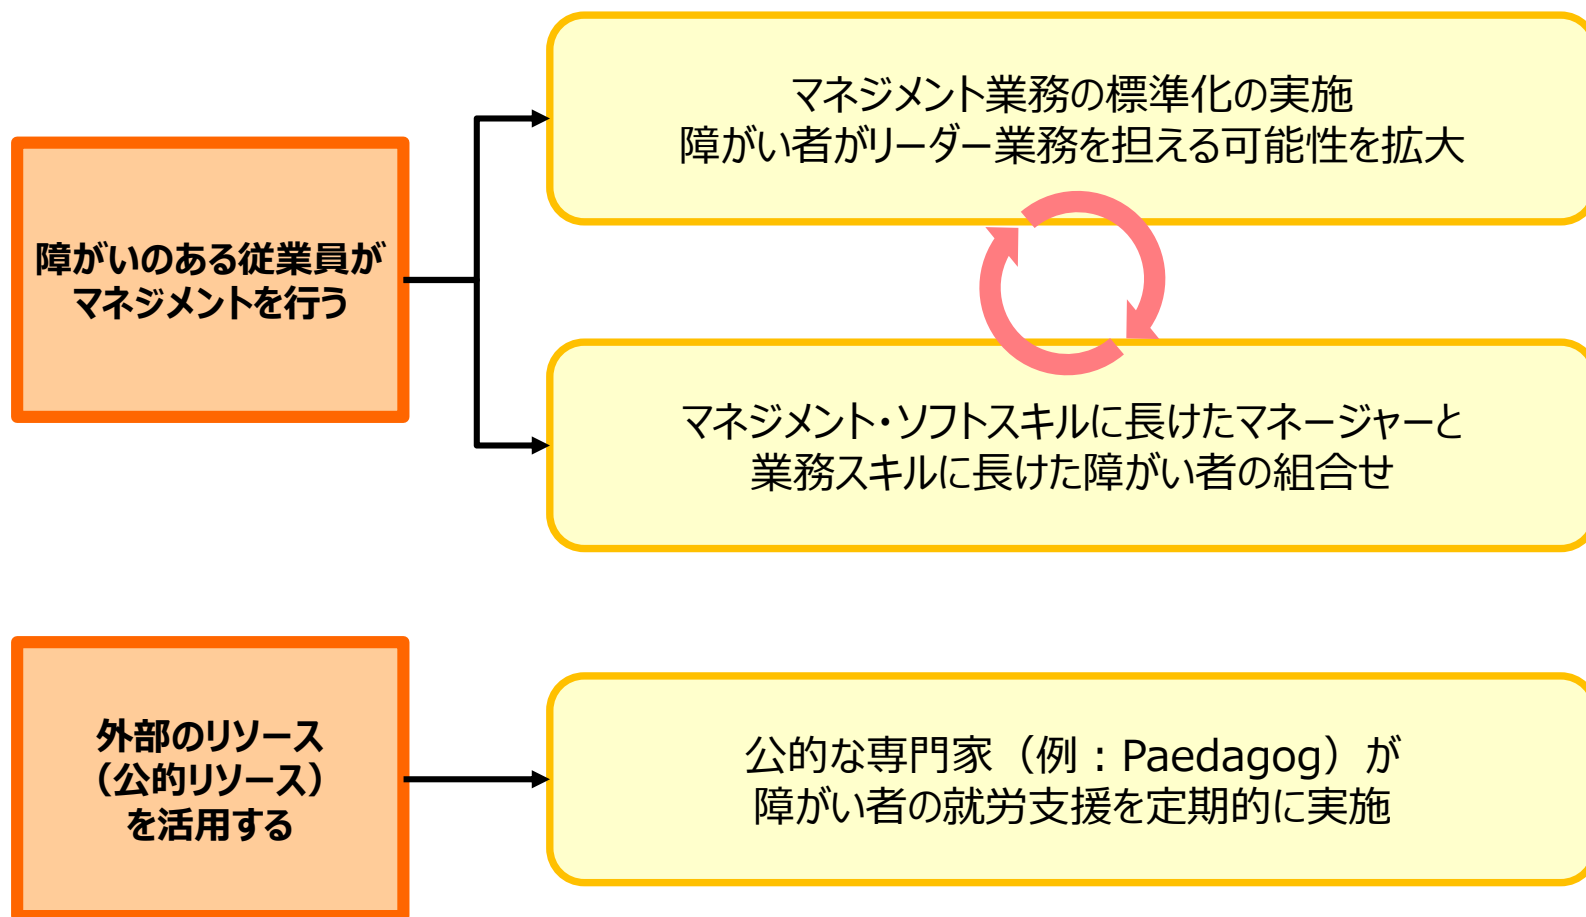 障がいのある従業員が
マネジメントを行う
マネジメント業務の標準化の実施
障がい者がリーダー業務を担える可能性を拡大
マネジメント・ソフトスキルに長けたマネージャーと
業務スキルに長けた障がい者の組合せ
外部のリソース
（公的リソース）
を活用する
公的な専門家（例：Paedagog）が
障がい者の就労支援を定期的に実施